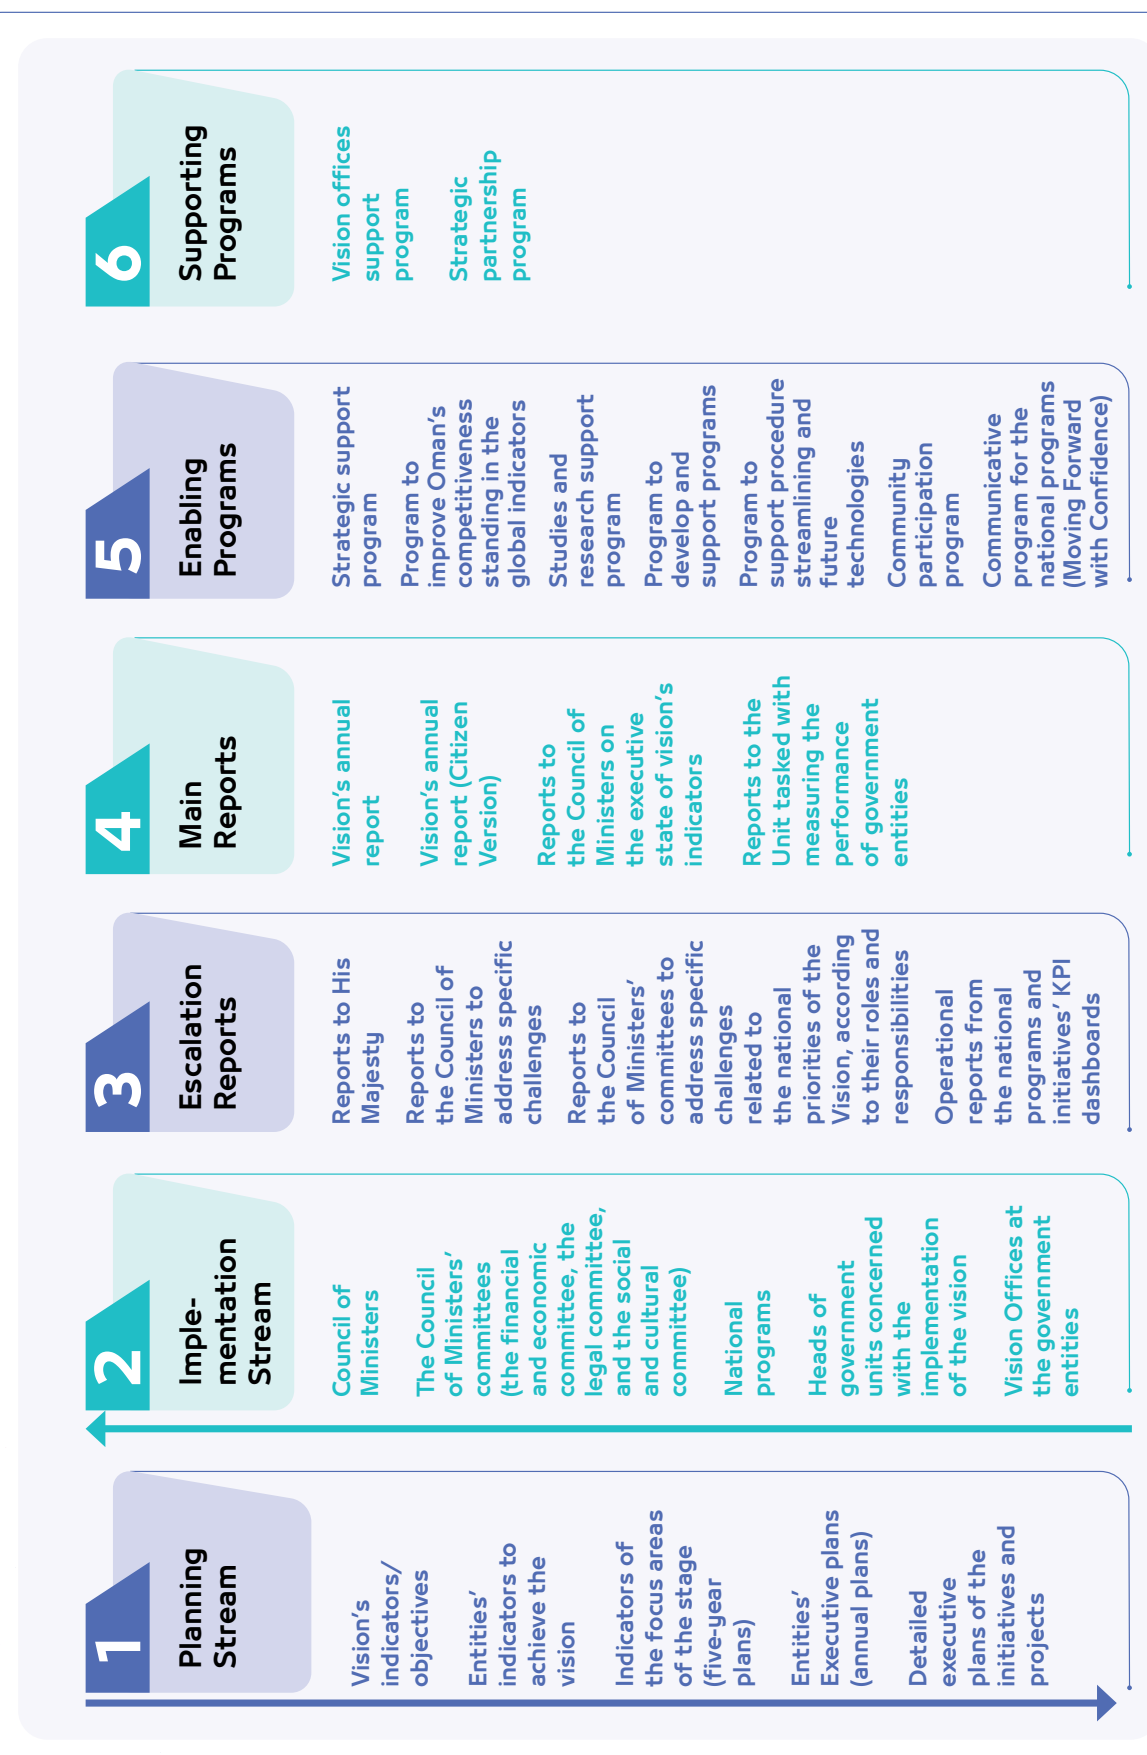 1
Planning
Stream
Vision's
indicators/
objectives
Entities'
indicators to
achieve the
vision
Indicators of
the focus areas
of the stage
(five-year
plans)
Entities'
Executive plans
(annual plans)
Detailed
executive
plans of the
initiatives and
projects
2
Imple-
mentation
Stream
Council of
Ministers
The Council
of Ministers'
committees
(the financial
and economic
committee, the
legal committee,
and the social
and cultural
committee)
National
programs
Heads of
government
units concerned
with the
implementation
of the vision
Vision Offices at
the government
entities
3
Escalation
Reports
Reports to His
Majesty
Reports to
the Council of
Ministers to
address specific
challenges
Reports to
the Council
of Ministers'
committees to
address specific
challenges
related to
the national
priorities of the
Vision, according
to their roles and
responsibilities
Operational
reports from
the national
programs and
initiatives' KPI
dashboards
4
Main
Reports
Vision's annual
report
Vision's annual
report (Citizen
Version)
Reports to
the Council of
Ministers on
the executive
state of vision's
indicators
Reports to the
Unit tasked with
measuring the
performance
of government
entities
5
Enabling
Programs
Strategic support
program
Program to
improve Oman's
competitiveness
standing in the
global indicators
Studies and
research support
program
Program to
develop and
support programs
Program to
support procedure
streamlining and
future
technologies
Community
participation
program
Communicative
program for the
national programs
(Moving Forward
with Confidence)
6
Supporting
Programs
Vision offices
support
program
Strategic
partnership
program